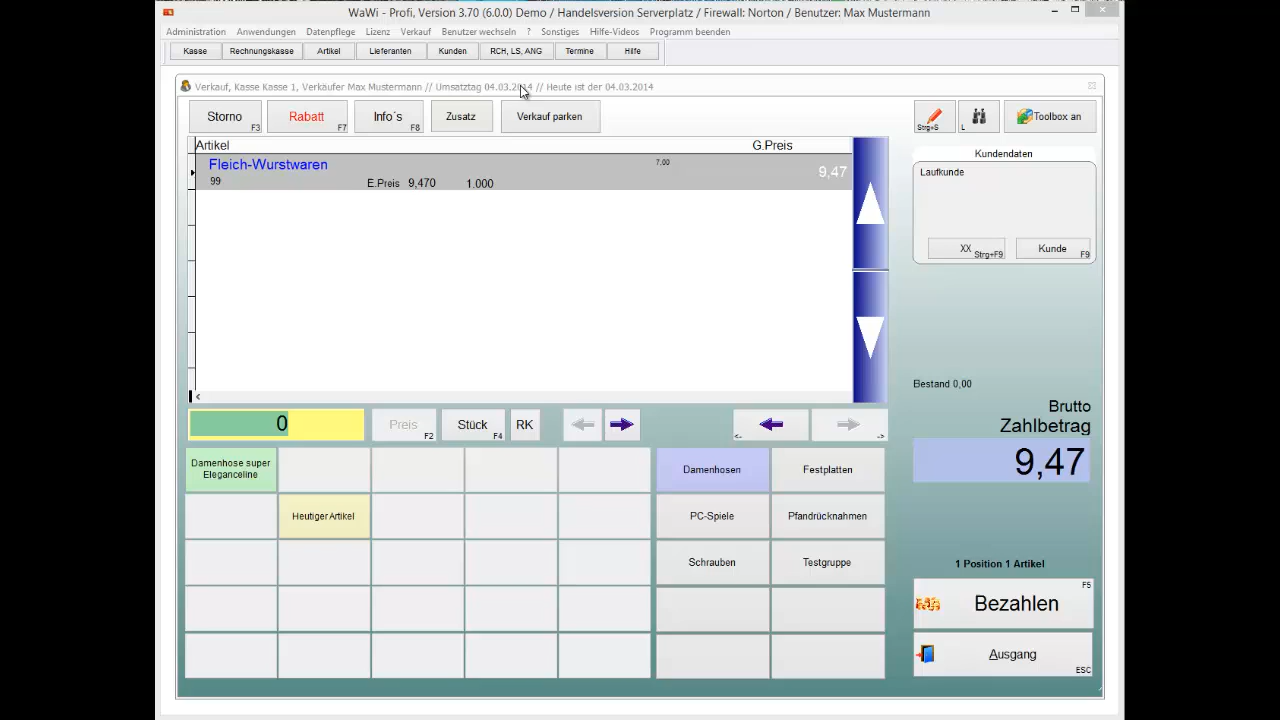 WaWi - Profi, Version 3.70 (6.0.0) Demo / Handelsversion Serverplatz / Firewall: Norton / Benutzer: Max Mustermann
Administration Anwendungen Datenpflege Lizenz Verkauf Benutzer wechseln ? Sonstiges Hilfe-Videos Programm beenden
Kasse Rechnungskasse Artikel Lieferanten Kunden RCH, LS, ANG Termine Hilfe
Verkauf, Kasse Kasse 1, Verkäufer Max Mustermann // Umsatztag 04.03.2014 // Heute ist der 04.03.2014
Storno F3 Rabatt F7 Info´s F8 Zusatz Verkauf parken Strg+S L Toolbox an
Artikel G.Preis
Fleich-Wurstwaren 7.00 9,47
99 E.Preis 9,470 1.000
Kundendaten
Laufkunde
XX Strg+F9 Kunde F9
Bestand 0,00
Brutto
Zahlbetrag
9,47
<
0 Preis F2 Stück F4 RK <- ->
Damenhose super
Eleganceline
Damenhosen Festplatten
Heutiger Artikel PC-Spiele Pfandrücknahmen
Schrauben Testgruppe
1 Position 1 Artikel
Bezahlen F5
Ausgang ESC